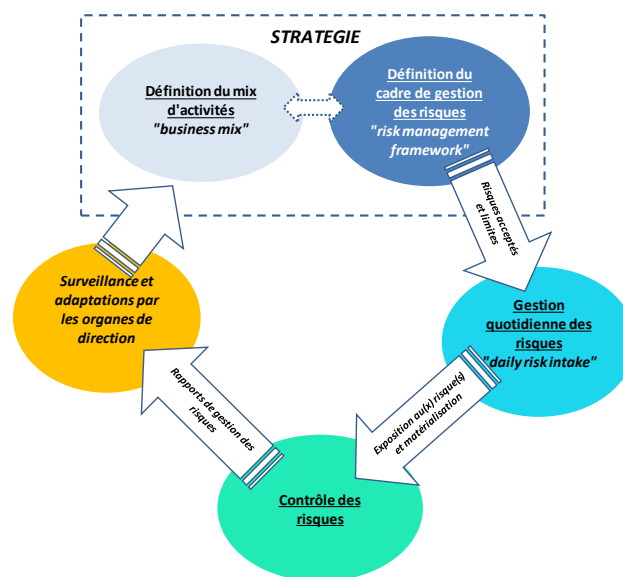 STRATEGIE
Définition du mix
d'activités
"business mix"
Définition du
cadre de gestion
des risques
"risk management
framework"
Risques acceptés
et limites
Gestion
quotidienne des
risques
"daily risk intake"
Exposition au(x) risque(s)
et matérialisation
Contrôle des
risques
Rapports de gestion des
risques
Surveillance et
adaptations par
les organes de
direction